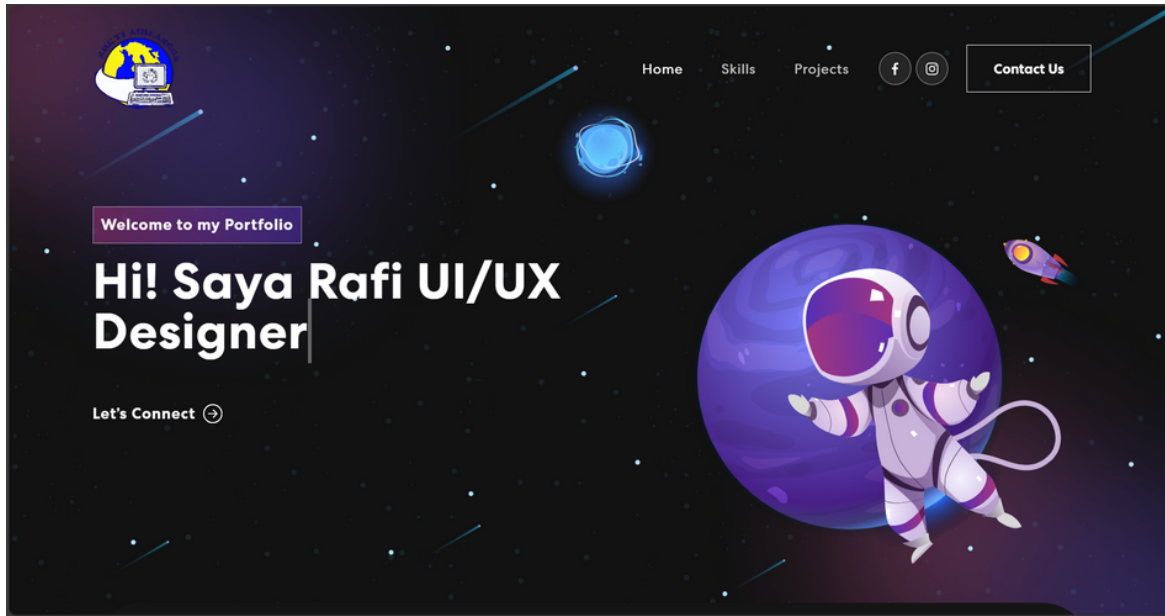 Home Skills Projects Contact Us
Welcome to my Portfolio
Hi! Saya Rafi UI/UX
Designer
Let's Connect